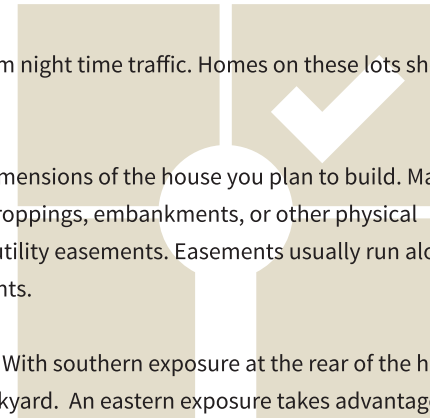 m night time traffic. Homes on these lots sh
mensions of the house you plan to build. Ma
roppings, embankments, or other physical
utility easements. Easements usually run alo
nts.
With southern exposure at the rear of the h
kyard.  An eastern exposure takes advantage